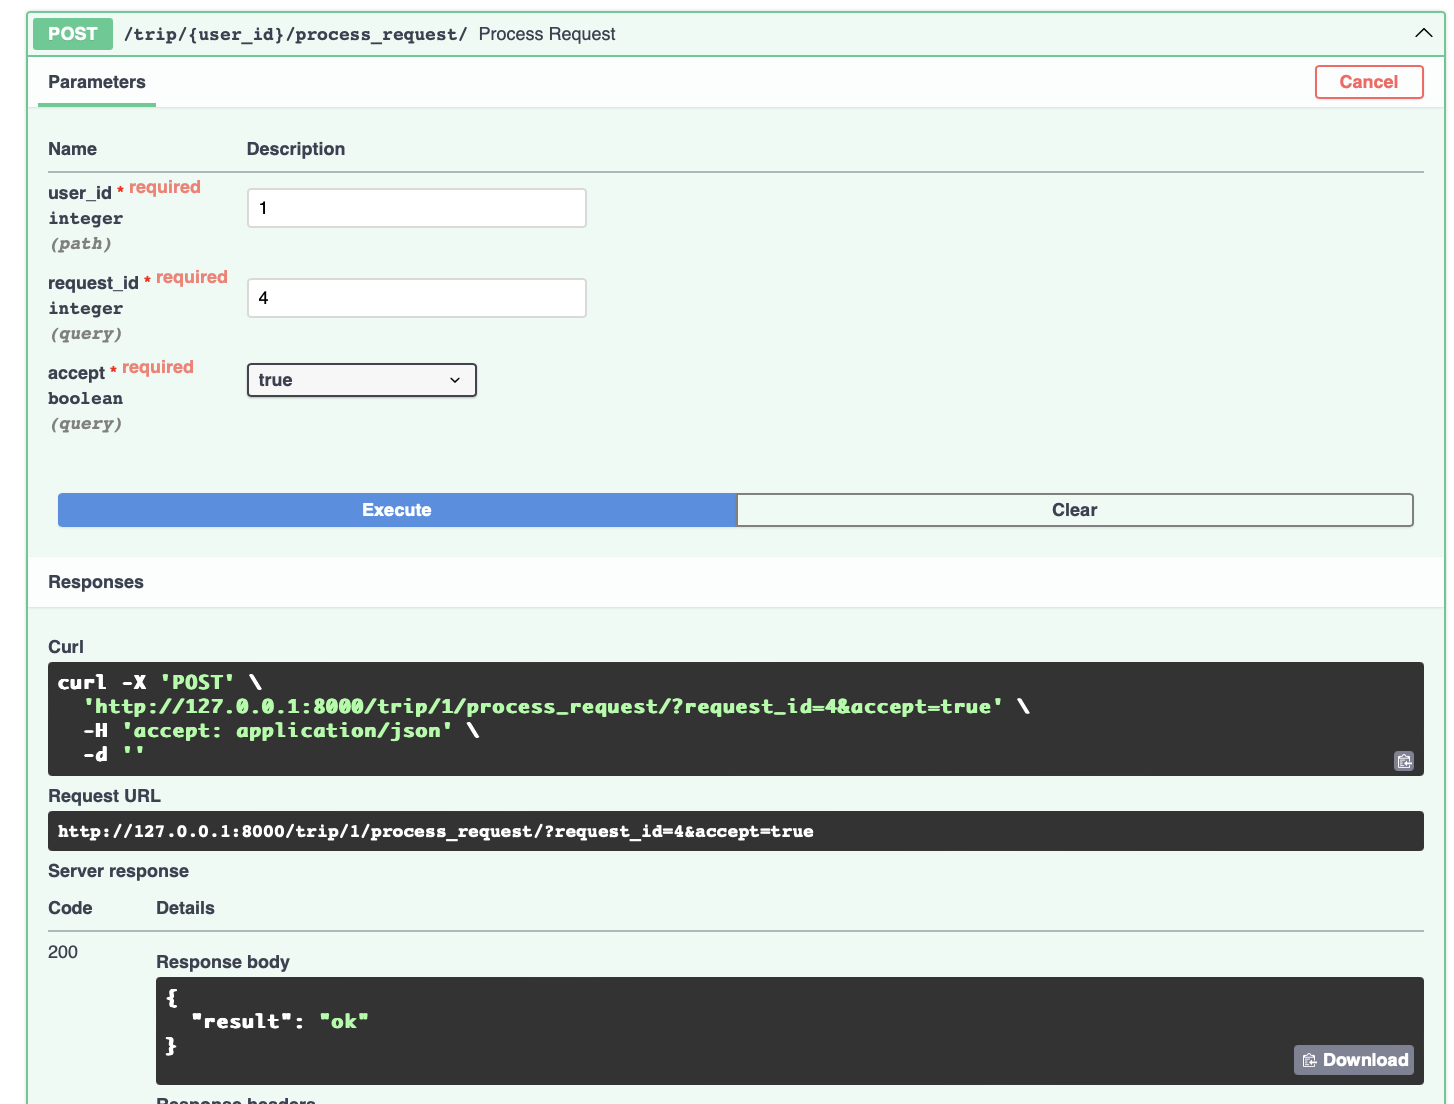 POST /trip/{user_id}/process_request/ Process Request
Parameters
Cancel
Name Description
user_id * required
integer
(path)
1
request_id * required
integer
(query)
4
accept * required
boolean
(query)
true
Execute
Clear
Responses
Curl
curl -X 'POST' \
'http://127.0.0.1:8000/trip/1/process_request/?request_id=4&accept=true' \
-H 'accept: application/json' \
-d ''
Request URL
http://127.0.0.1:8000/trip/1/process_request/?request_id=4&accept=true
Server response
Code Details
200
Response body
{
"result": "ok"
}
Download
Response headers